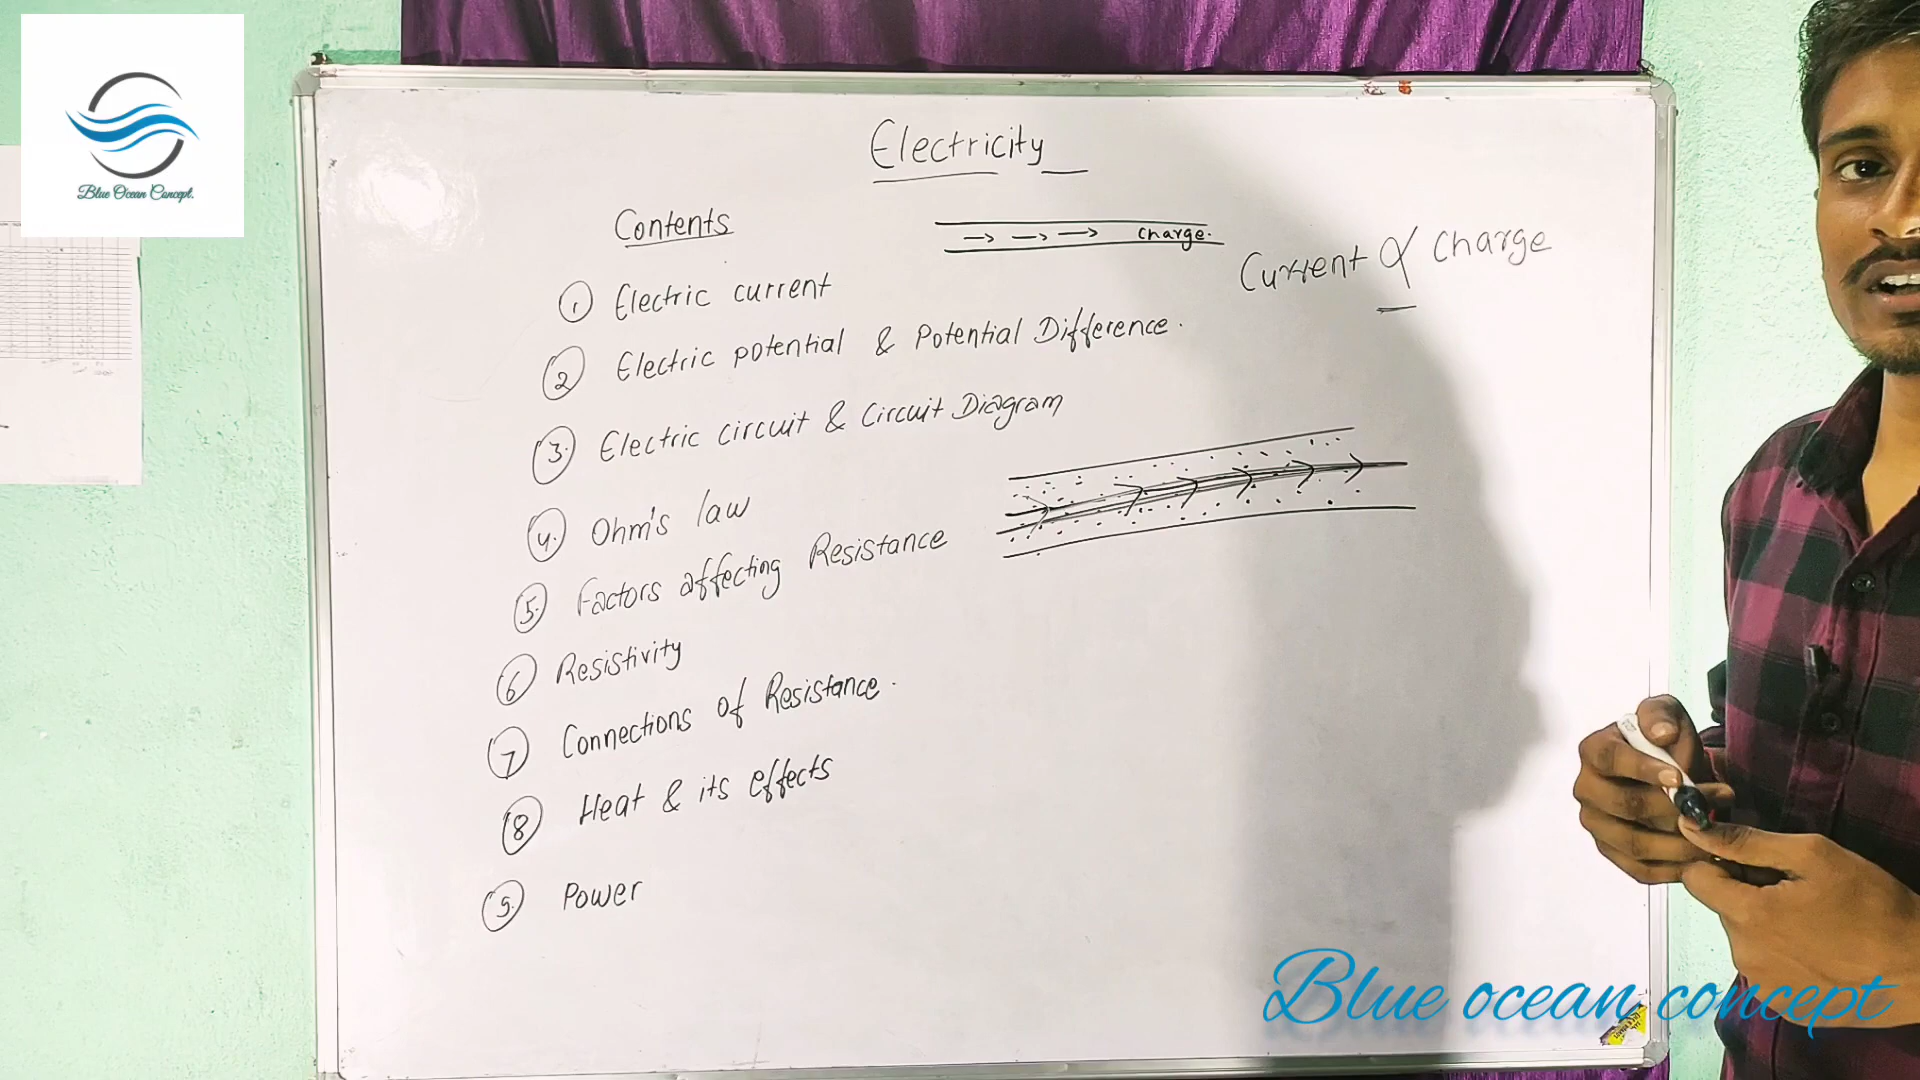 Blue Ocean Concept.
Electricity
Contents
charge.
Current ∝ charge
1 Electric current
2 Electric potential & Potential Difference.
3. Electric circuit & Circuit Diagram
4. Ohm's law
5. Factors affecting Resistance
6 Resistivity
7 Connections of Resistance.
8 Heat & its effects
9. Power
Blue ocean concept